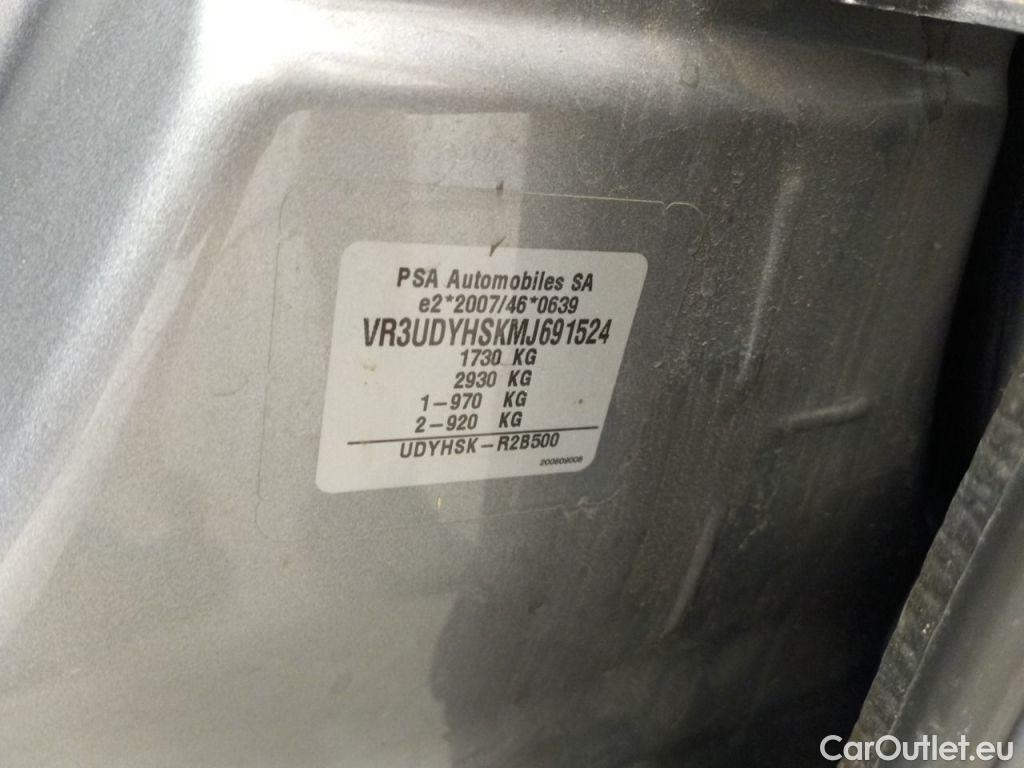 PSA Automobiles SA
e2*2007/46*0639
VR3UDYHSKMJ691524
1730 KG
2930 KG
1-970 KG
2-920 KG
UDYHSK-R2B500
200609008
CarOutlet.eu